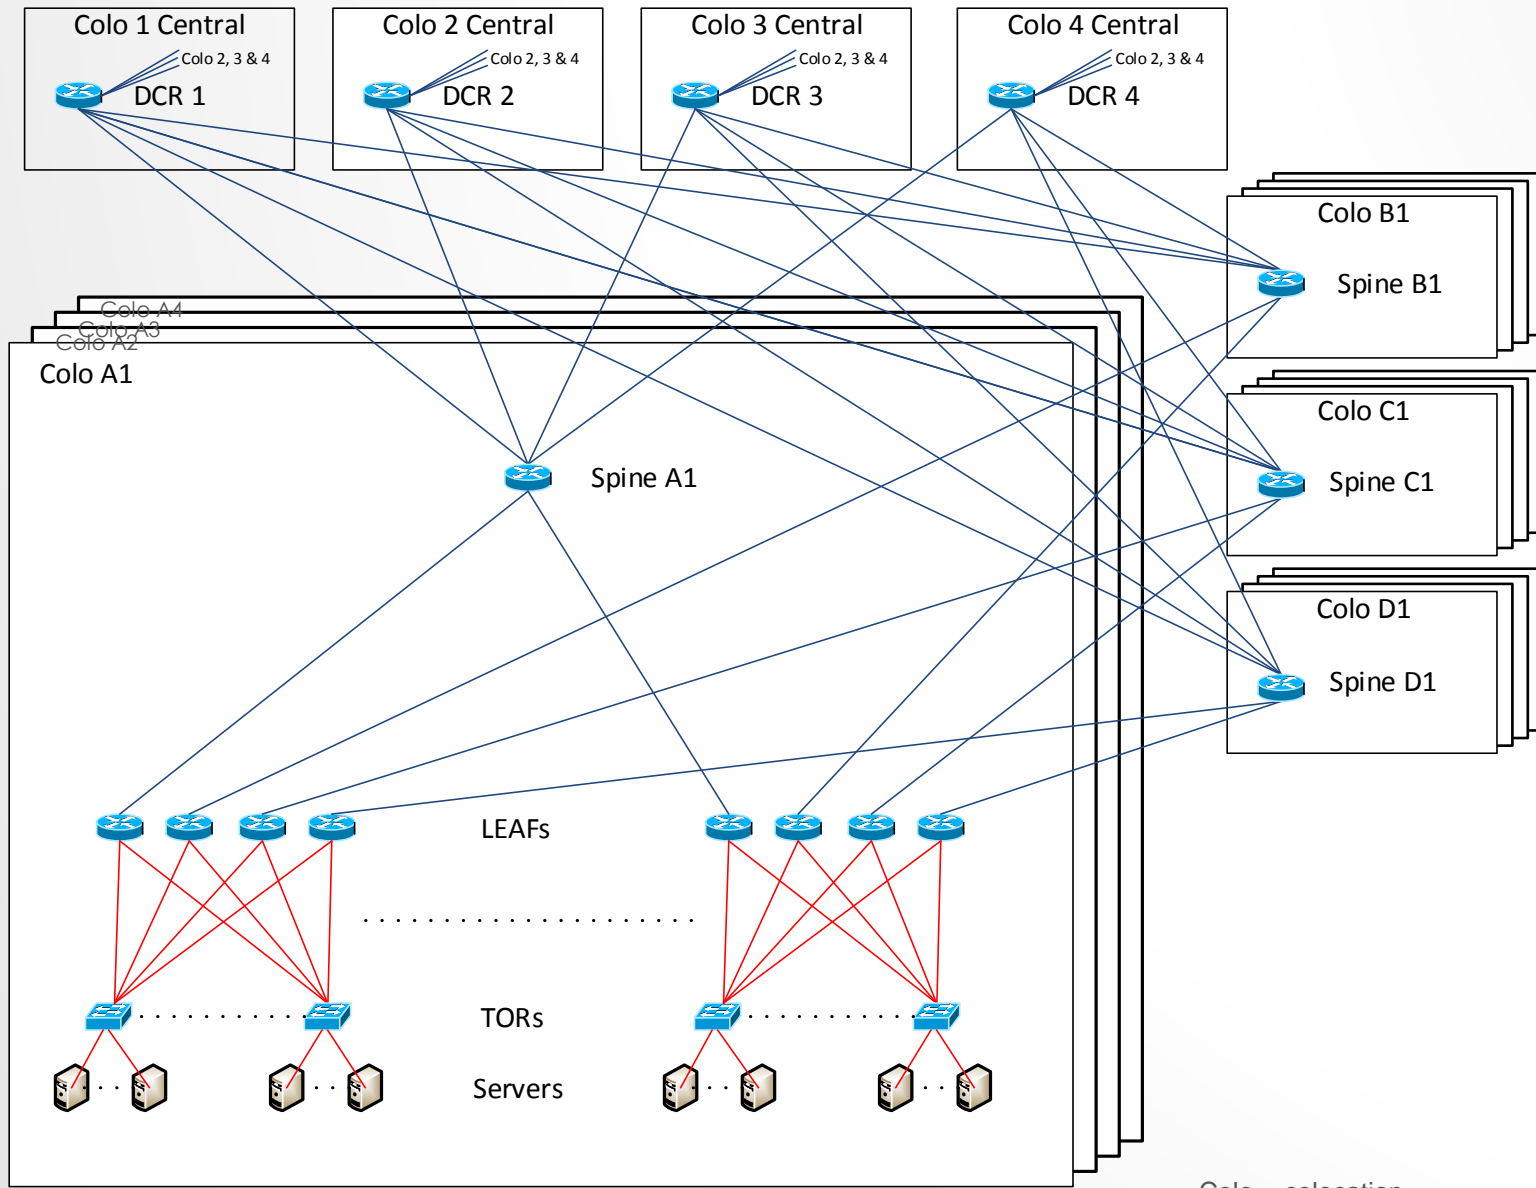 Colo 1 Central
Colo 2, 3 & 4
DCR 1
Colo 2 Central
Colo 2, 3 & 4
DCR 2
Colo 3 Central
Colo 2, 3 & 4
DCR 3
Colo 4 Central
Colo 2, 3 & 4
DCR 4
Colo B1
Spine B1
Colo A4
Colo A3
Colo A2
Colo A1
Colo C1
Spine A1
Spine C1
Colo D1
Spine D1
LEAFs
TORs
Servers
Colo – colocation